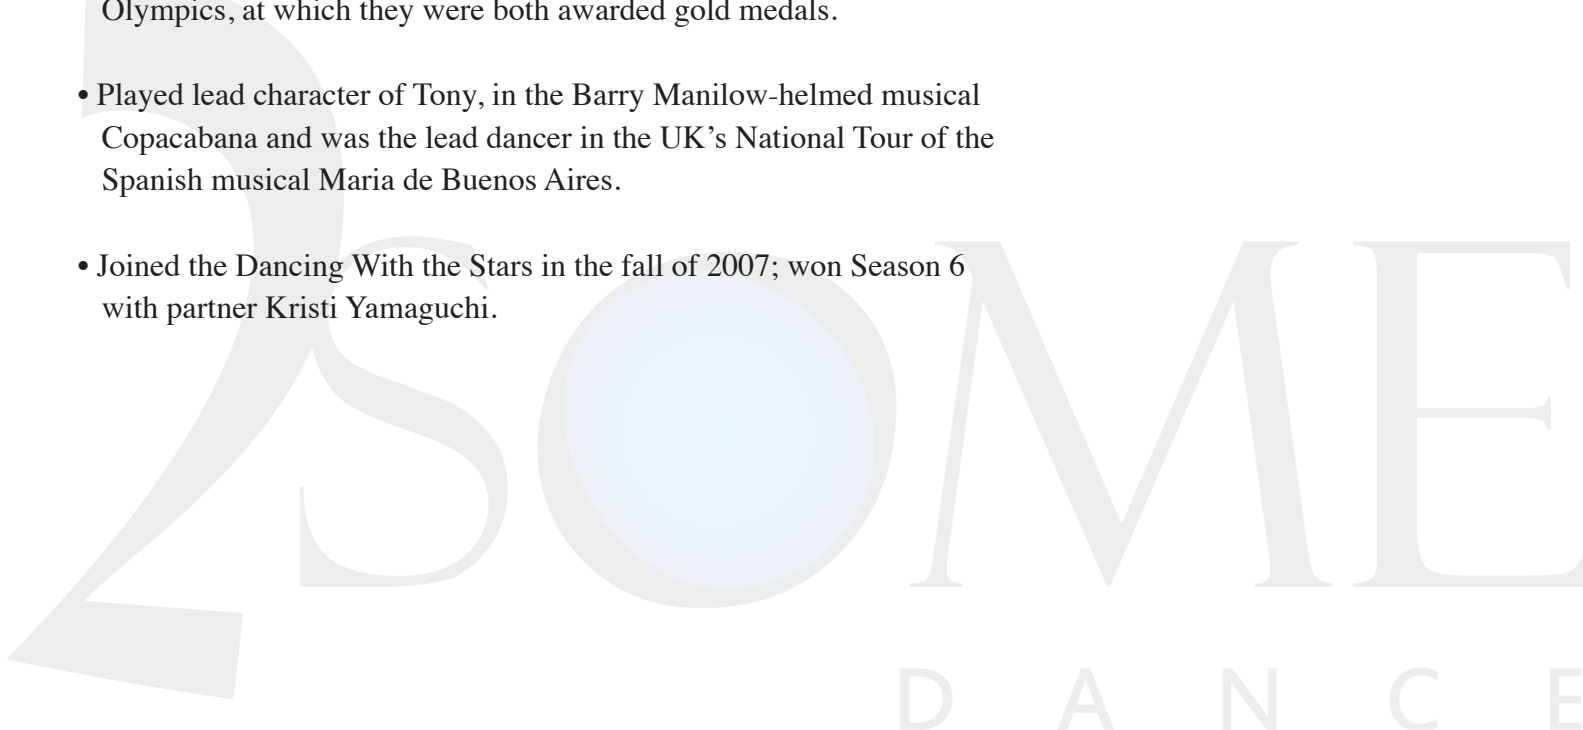 Olympics, at which they were both awarded gold medals.
• Played lead character of Tony, in the Barry Manilow-helmed musical
Copacabana and was the lead dancer in the UK’s National Tour of the
Spanish musical Maria de Buenos Aires.
• Joined the Dancing With the Stars in the fall of 2007; won Season 6
with partner Kristi Yamaguchi.
2SOME
DANCE